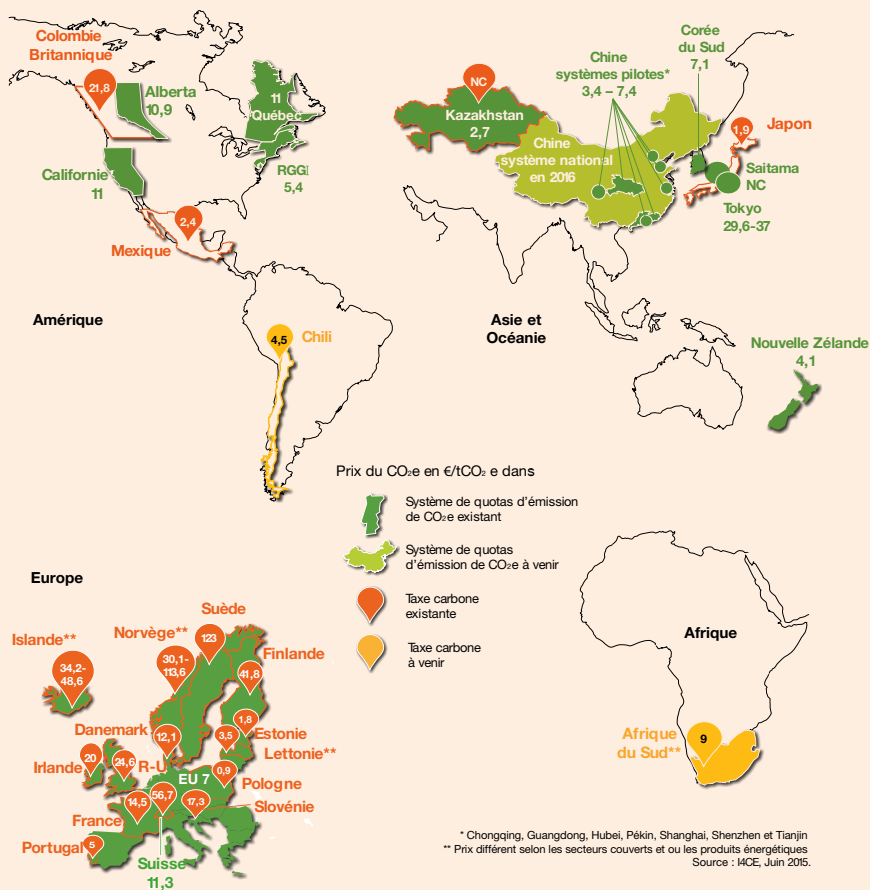 Colombie
Britannique
21,8
Alberta
10,9
11
Québec
Californie
11
RGGI
5,4
2,4
Mexique
Amérique
4,5
Chili
NC
Kazakhstan
2,7
Chine
systèmes pilotes*
3,4 – 7,4
Corée
du Sud
7,1
Chine
système national
en 2016
1,9
Japon
Saitama
NC
Tokyo
29,6-37
Asie et
Océanie
Nouvelle Zélande
4,1
Prix du CO2e en €/tCO2 e dans
Système de quotas d'émission
de CO2e existant
Système de quotas
d'émission de CO2e à venir
Taxe carbone
existante
Taxe carbone
à venir
Europe
Islande**
34,2-
48,6
Norvège**
30,1-
113,6
Suède
123
Finlande
41,8
Danemark
12,1
1,8
Estonie
3,5
Lettonie**
Irlande
20
24,6
R-U
EU 7
0,9
Pologne
France
14,5
56,7
17,3
Slovénie
Portugal
5
Suisse
11,3
Afrique
Afrique
du Sud**
9
* Chongqing, Guangdong, Hubei, Pékin, Shanghai, Shenzhen et Tianjin
** Prix différent selon les secteurs couverts et ou les produits énergétiques
Source : I4CE, Juin 2015.